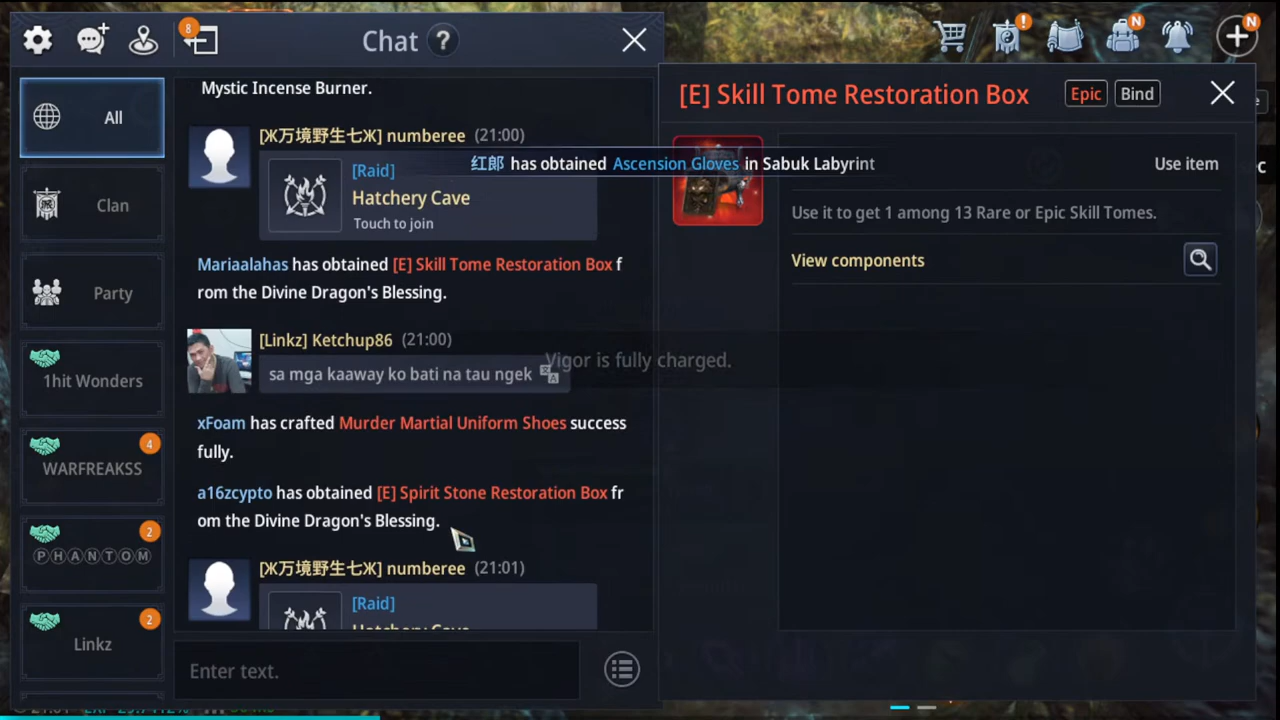 8
Chat ?
N
N
All
Clan
Party
1hit Wonders
WARFREAKSS
4
PHANTOM
2
Linkz
2
Mystic Incense Burner.
[Ж万境野生七Ж] numberee (21:00)
[Raid]
Hatchery Cave
Touch to join
Mariaalahas has obtained [E] Skill Tome Restoration Box f
rom the Divine Dragon's Blessing.
[Linkz] Ketchup86 (21:00)
sa mga kaaway ko bati na tau ngek
xFoam has crafted Murder Martial Uniform Shoes success
fully.
a16zcypto has obtained [E] Spirit Stone Restoration Box fr
om the Divine Dragon's Blessing.
[Ж万境野生七Ж] numberee (21:01)
[Raid]
Hatchery Cave
Enter text.
[E] Skill Tome Restoration Box
Epic
Bind
红郎 has obtained Ascension Gloves in Sabuk Labyrint
Use item
Use it to get 1 among 13 Rare or Epic Skill Tomes.
View components
Vigor is fully charged.